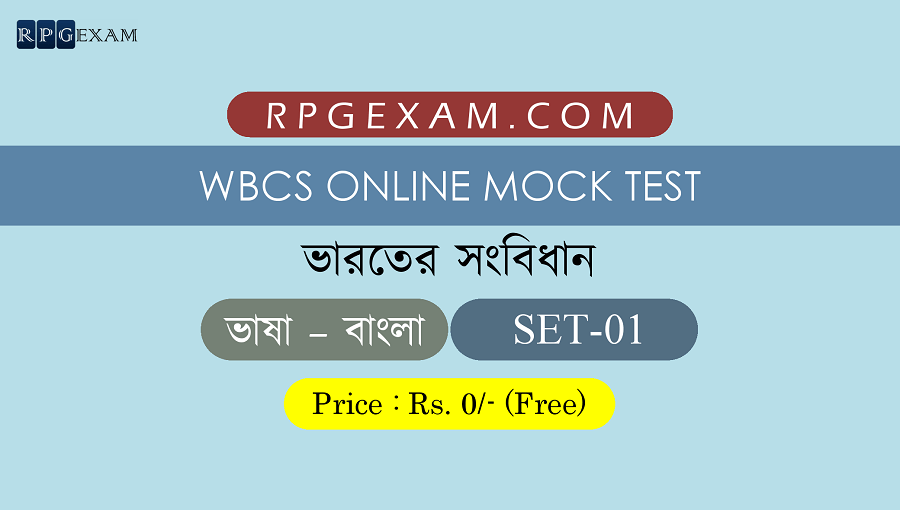 RPGEXAM
RPGEXAM.COM
WBCS ONLINE MOCK TEST
ভারতের সংবিধান
ভাষা – বাংলা SET-01
Price : Rs. 0/- (Free)